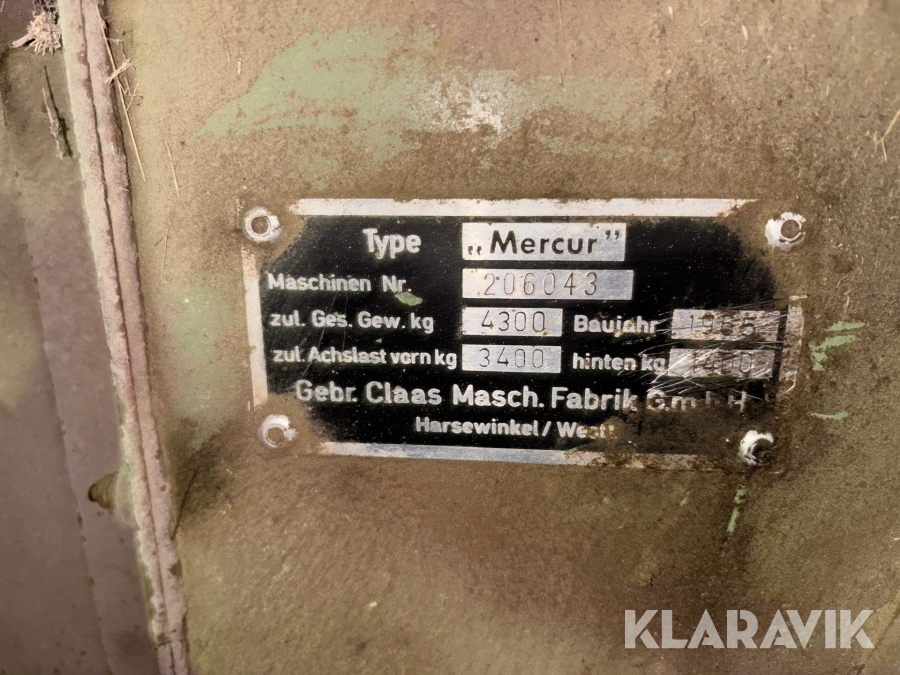 Type „Mercur”
Maschinen Nr. 206043
zul. Ges. Gew. kg 4300 Baujahr 1965
zul. Achslast vorn kg 3400 hinten kg
Gebr. Claas Masch. Fabrik G.m.b.H
Harsewinkel/
KLARAVIK